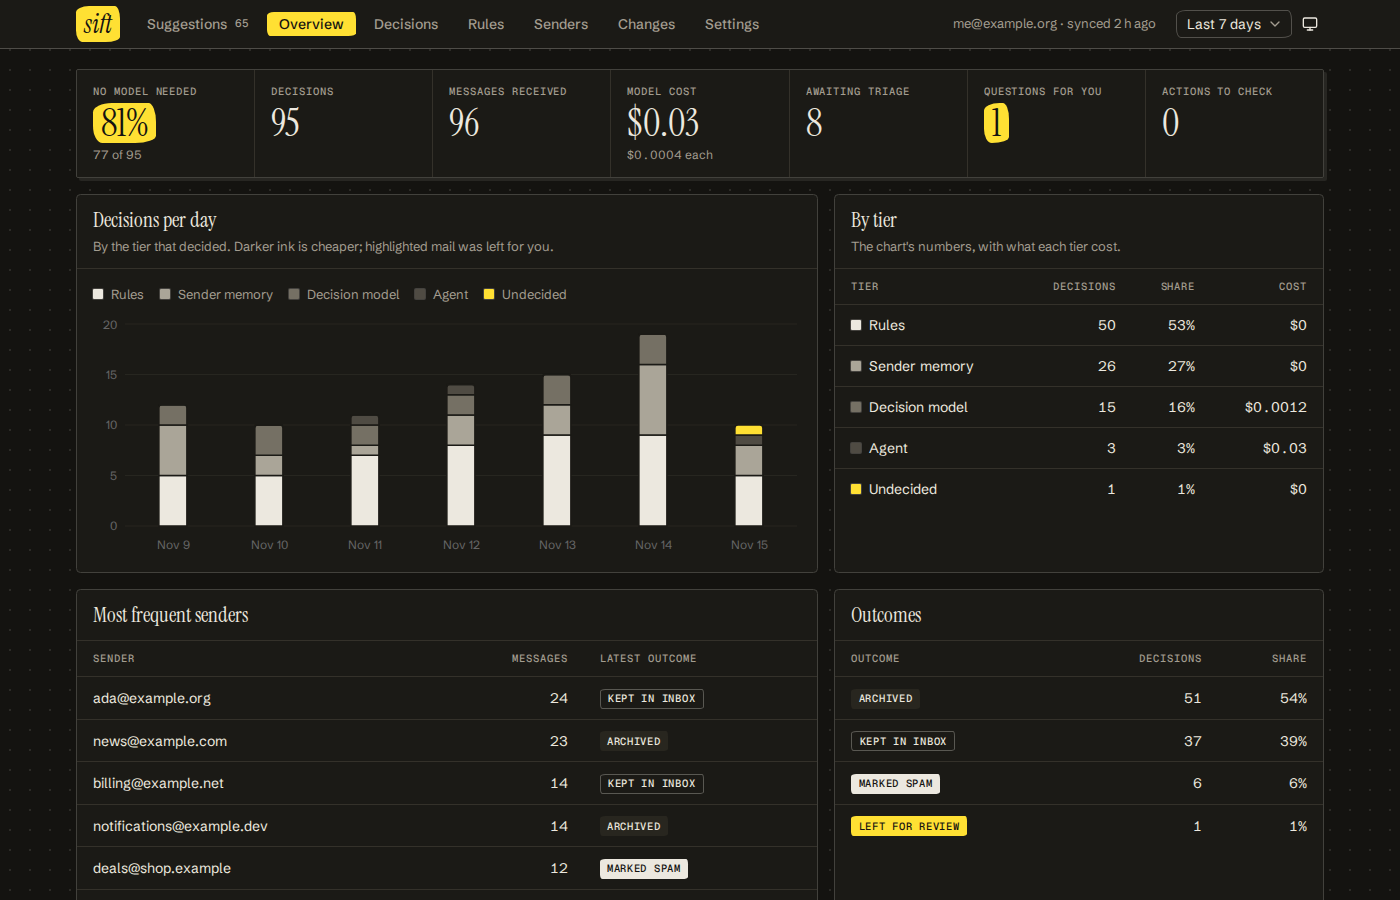 sift Suggestions 65 Overview Decisions Rules Senders Changes Settings me@example.org · synced 2 h ago Last 7 days
NO MODEL NEEDED
81%
77 of 95
DECISIONS
95
MESSAGES RECEIVED
96
MODEL COST
$0.03
$0.0004 each
AWAITING TRIAGE
8
QUESTIONS FOR YOU
1
ACTIONS TO CHECK
0
Decisions per day
By the tier that decided. Darker ink is cheaper; highlighted mail was left for you.
Rules Sender memory Decision model Agent Undecided
20
15
10
5
0
Nov 9 Nov 10 Nov 11 Nov 12 Nov 13 Nov 14 Nov 15
By tier
The chart's numbers, with what each tier cost.
TIER DECISIONS SHARE COST
Rules 50 53% $0
Sender memory 26 27% $0
Decision model 15 16% $0.0012
Agent 3 3% $0.03
Undecided 1 1% $0
Most frequent senders
SENDER MESSAGES LATEST OUTCOME
ada@example.org 24 KEPT IN INBOX
news@example.com 23 ARCHIVED
billing@example.net 14 KEPT IN INBOX
notifications@example.dev 14 ARCHIVED
deals@shop.example 12 MARKED SPAM
Outcomes
OUTCOME DECISIONS SHARE
ARCHIVED 51 54%
KEPT IN INBOX 37 39%
MARKED SPAM 6 6%
LEFT FOR REVIEW 1 1%